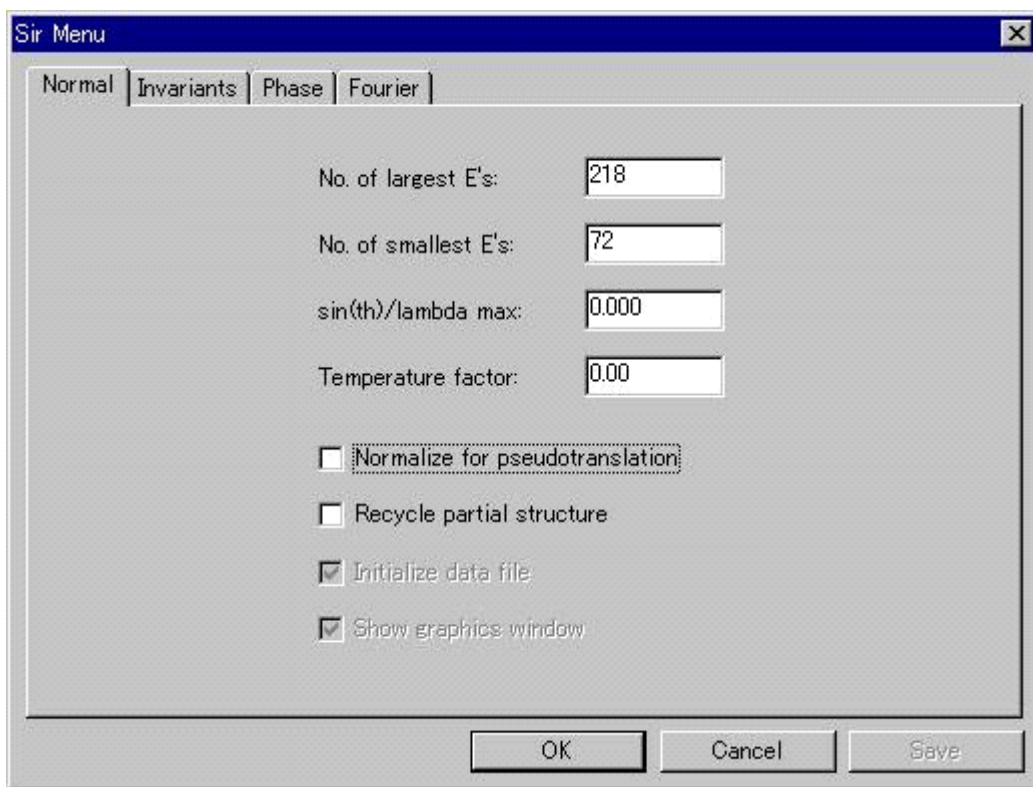 Sir Menu
Normal Invariants Phase Fourier
No. of largest E's: 218
No. of smallest E's: 72
sin(th)/lambda max: 0.000
Temperature factor: 0.00
Normalize for pseudotranslation
Recycle partial structure
Initialize data file
Show graphics window
OK Cancel Save